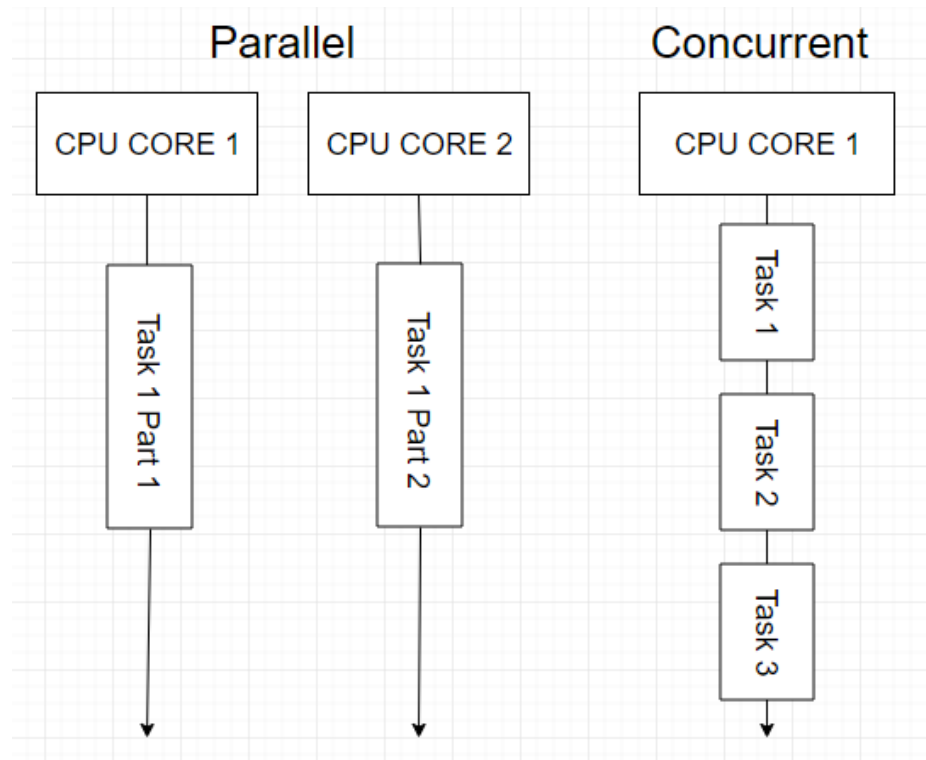 Parallel
Concurrent
CPU CORE 1
CPU CORE 2
CPU CORE 1
Task 1 Part 1
Task 1 Part 2
Task 1
Task 2
Task 3